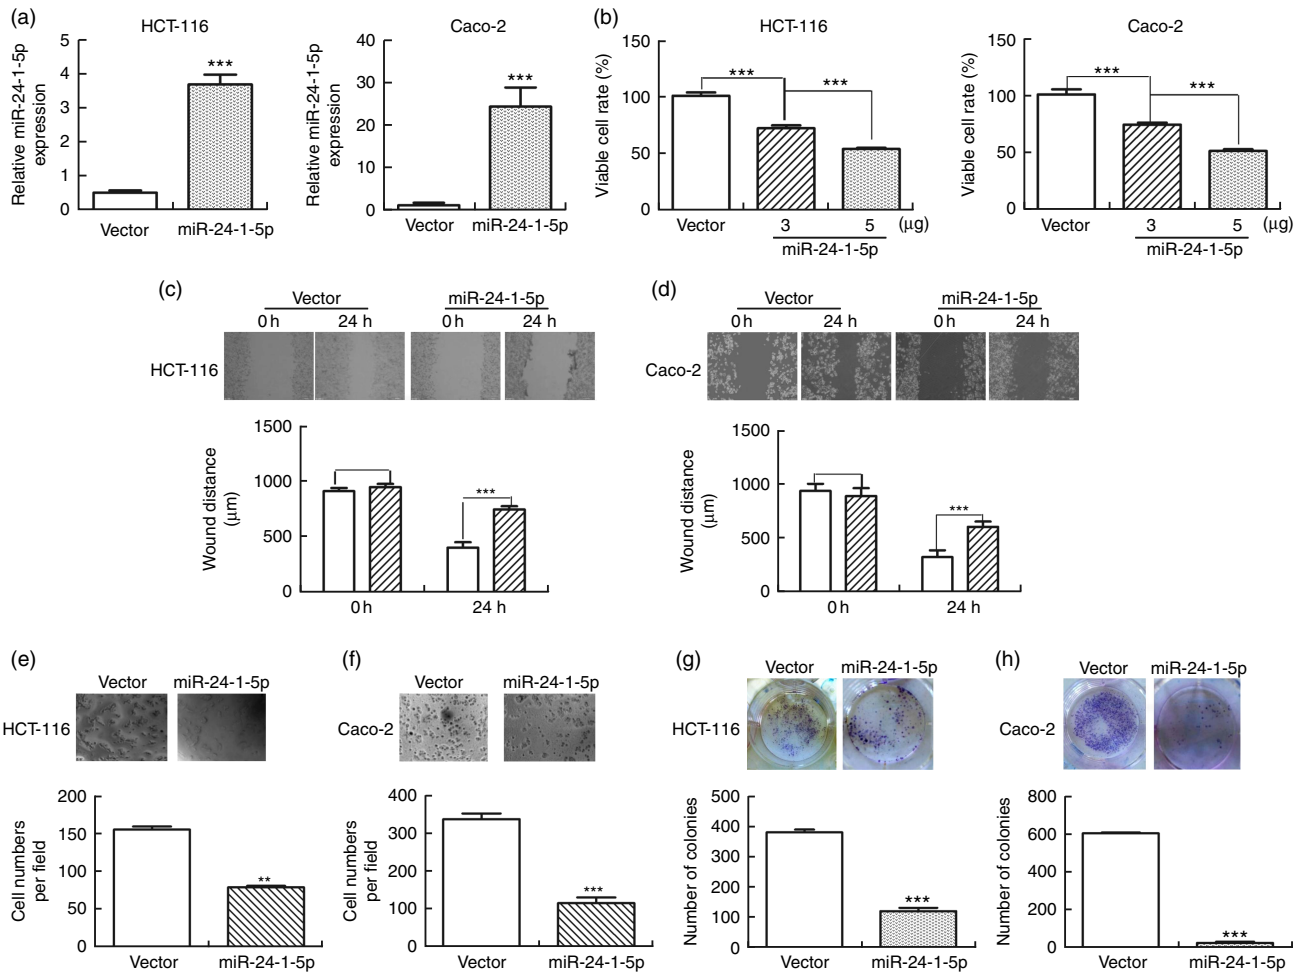 (a)
HCT-116
Relative miR-24-1-5p
expression
5
4
3
2
1
0
***
Vector
miR-24-1-5p
Caco-2
Relative miR-24-1-5p
expression
40
30
20
10
0
***
Vector
miR-24-1-5p
(b)
HCT-116
Viable cell rate (%)
150
100
50
0
***
***
Vector
3
5
(μg)
miR-24-1-5p
Caco-2
Viable cell rate (%)
150
100
50
0
***
***
Vector
3
5
(μg)
miR-24-1-5p
(c)
Vector
miR-24-1-5p
0 h
24 h
0 h
24 h
HCT-116
Wound distance
(μm)
1500
1000
500
0
***
0 h
24 h
(d)
Vector
miR-24-1-5p
0 h
24 h
0 h
24 h
Caco-2
Wound distance
(μm)
1500
1000
500
0
***
0 h
24 h
(e)
Vector
miR-24-1-5p
HCT-116
Cell numbers
per field
200
150
100
50
0
**
Vector
miR-24-1-5p
(f)
Vector
miR-24-1-5p
Caco-2
Cell numbers
per field
400
300
200
100
0
***
Vector
miR-24-1-5p
(g)
Vector
miR-24-1-5p
HCT-116
Number of colonies
500
400
300
200
100
0
***
Vector
miR-24-1-5p
(h)
Vector
miR-24-1-5p
Caco-2
Number of colonies
800
600
400
200
0
***
Vector
miR-24-1-5p